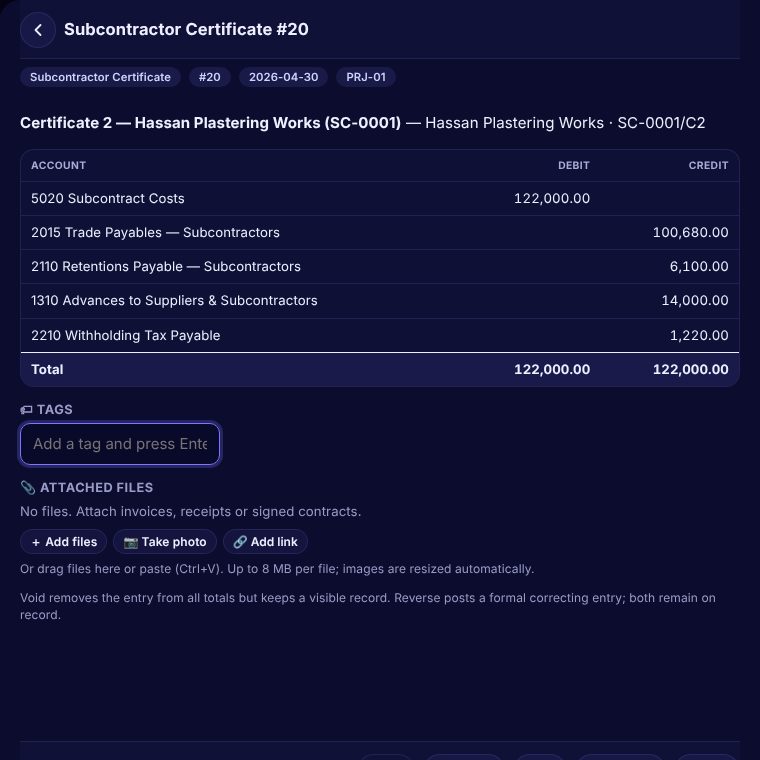 Subcontractor Certificate #20
Subcontractor Certificate #20 2026-04-30 PRJ-01
Certificate 2 — Hassan Plastering Works (SC-0001) — Hassan Plastering Works · SC-0001/C2
ACCOUNT DEBIT CREDIT
5020 Subcontract Costs 122,000.00
2015 Trade Payables — Subcontractors 100,680.00
2110 Retentions Payable — Subcontractors 6,100.00
1310 Advances to Suppliers & Subcontractors 14,000.00
2210 Withholding Tax Payable 1,220.00
Total 122,000.00 122,000.00
TAGS
Add a tag and press Ente
ATTACHED FILES
No files. Attach invoices, receipts or signed contracts.
+ Add files Take photo Add link
Or drag files here or paste (Ctrl+V). Up to 8 MB per file; images are resized automatically.
Void removes the entry from all totals but keeps a visible record. Reverse posts a formal correcting entry; both remain on
record.